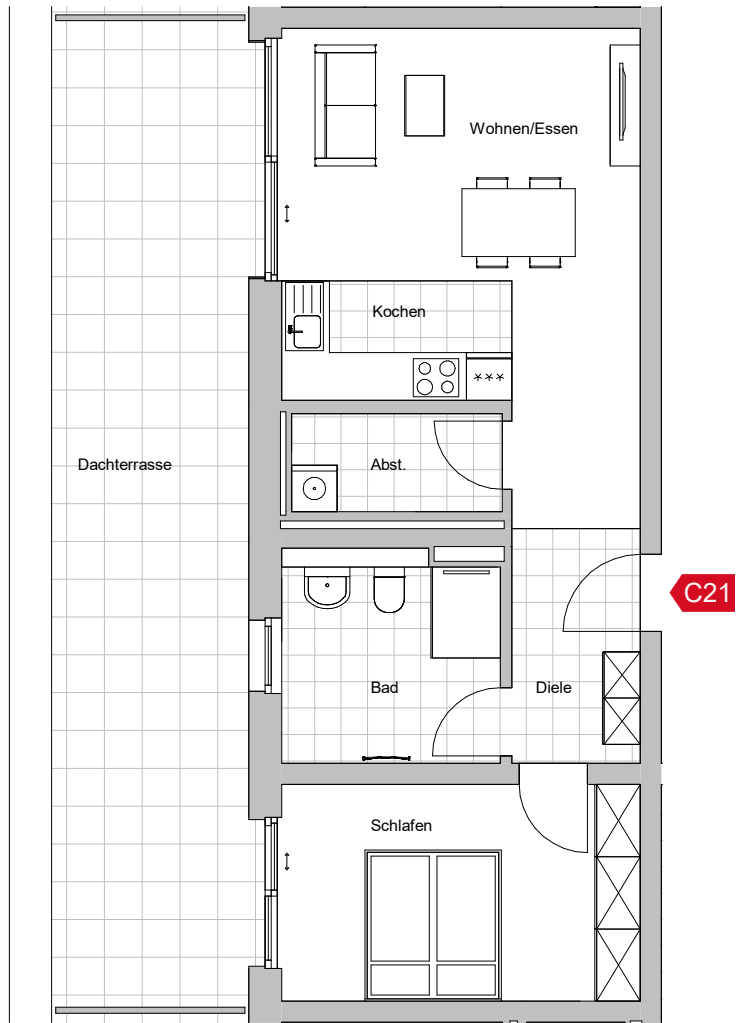 Wohnen/Essen
Kochen
***
Dachterrasse
Abst.
C21
Bad
Diele
Schlafen